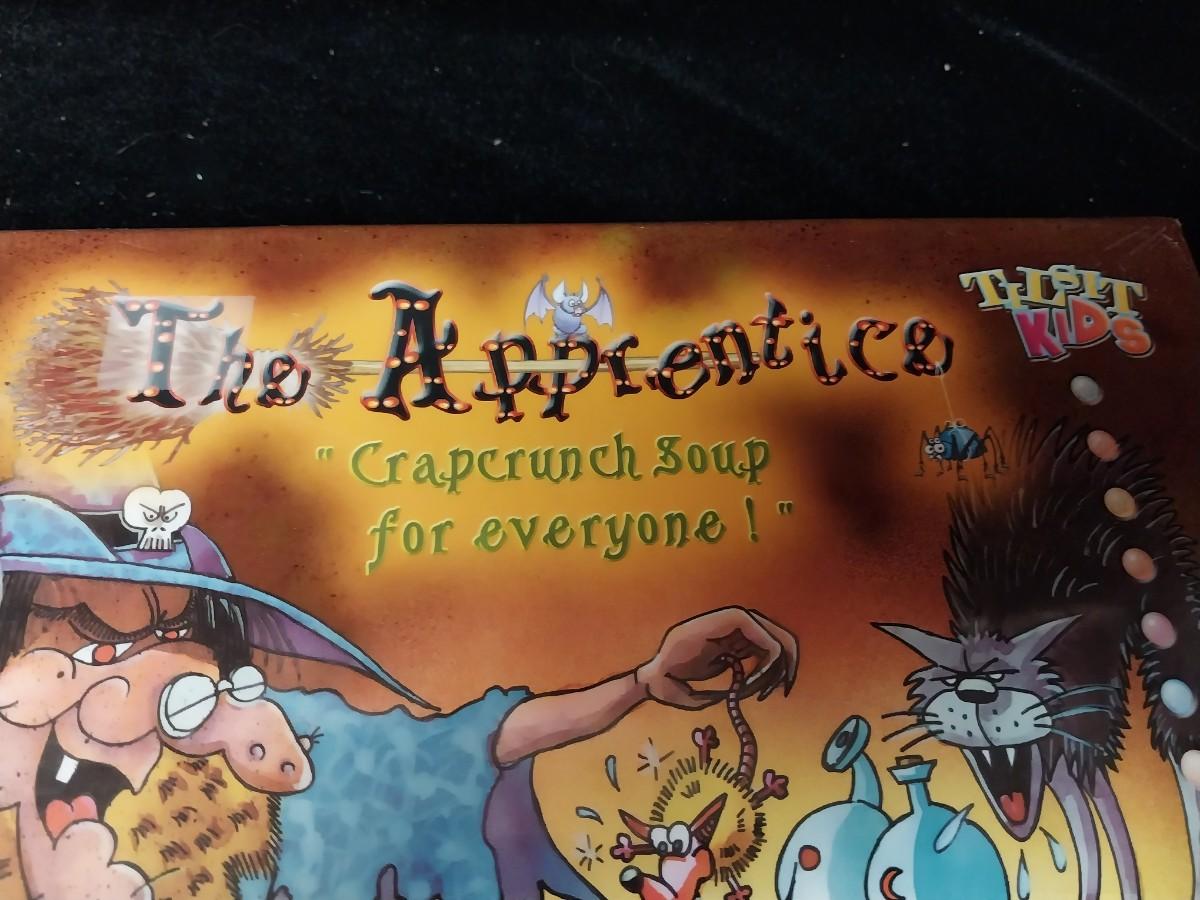 The Apprentice
TILSIT
KIDS
" Crapcrunch Soup
for everyone ! "